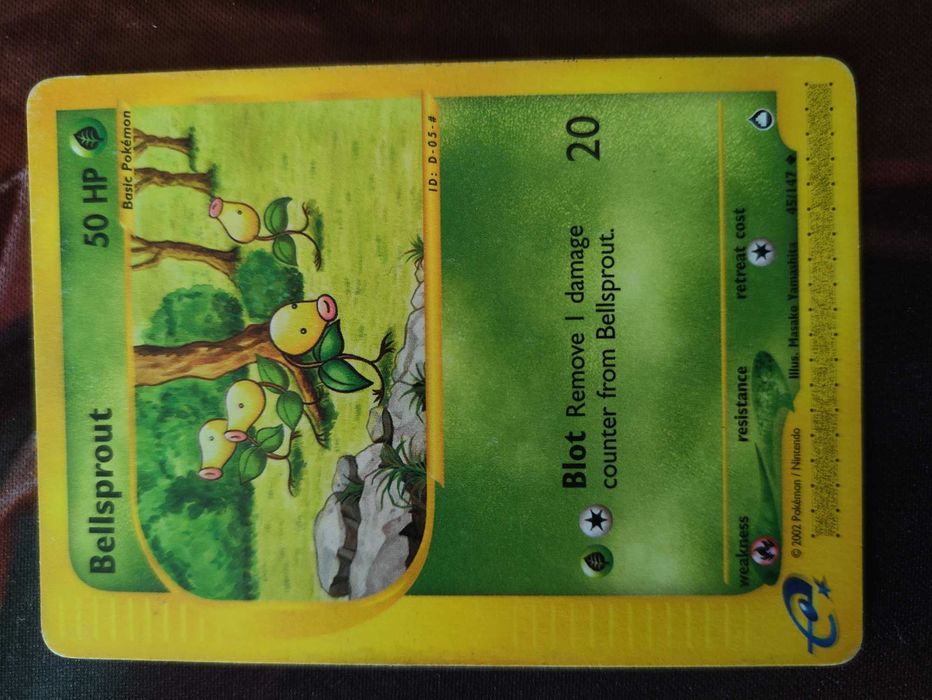 Bellsprout 50 HP
Basic Pokémon
ID: D-05-#
Blot Remove 1 damage 20
counter from Bellsprout.
weakness resistance retreat cost
Illus. Masako Yamashita 45/147
© 2002 Pokémon / Nintendo
e